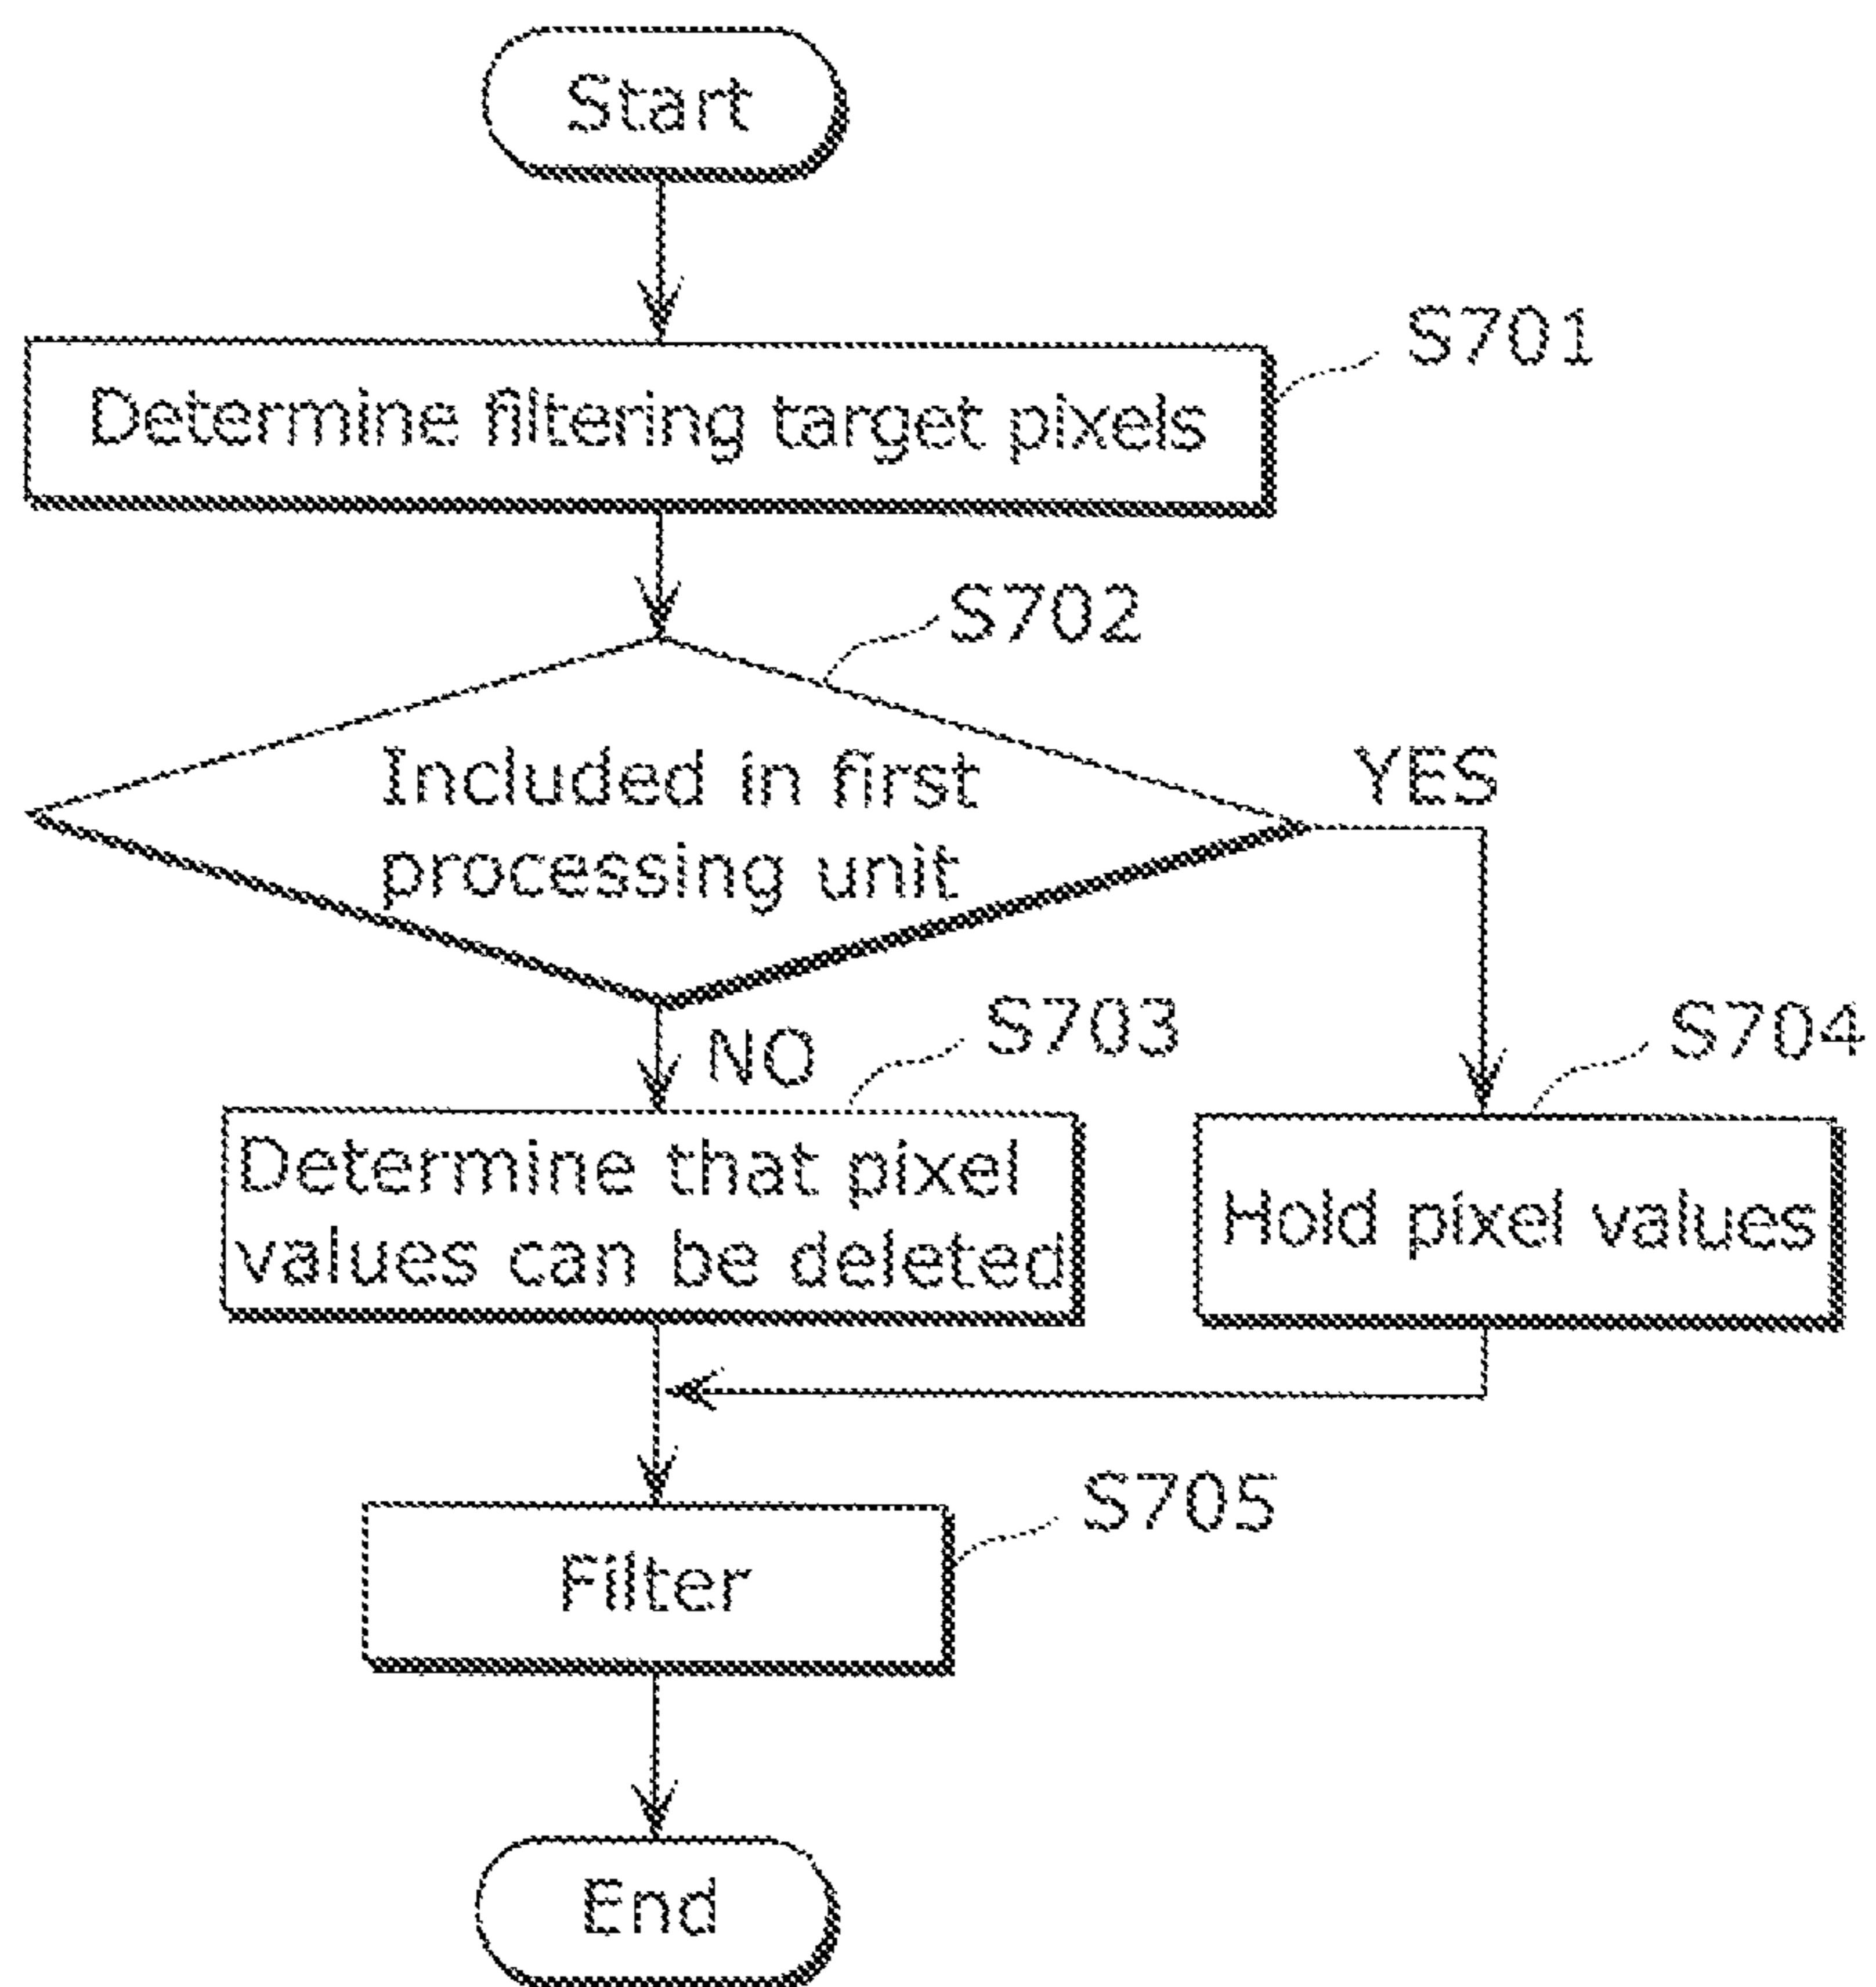 Start
S701
Determine filtering target pixels
S702
Included in first
processing unit
YES
NO
S703
S704
Determine that pixel
values can be deleted
Hold pixel values
S705
Filter
End